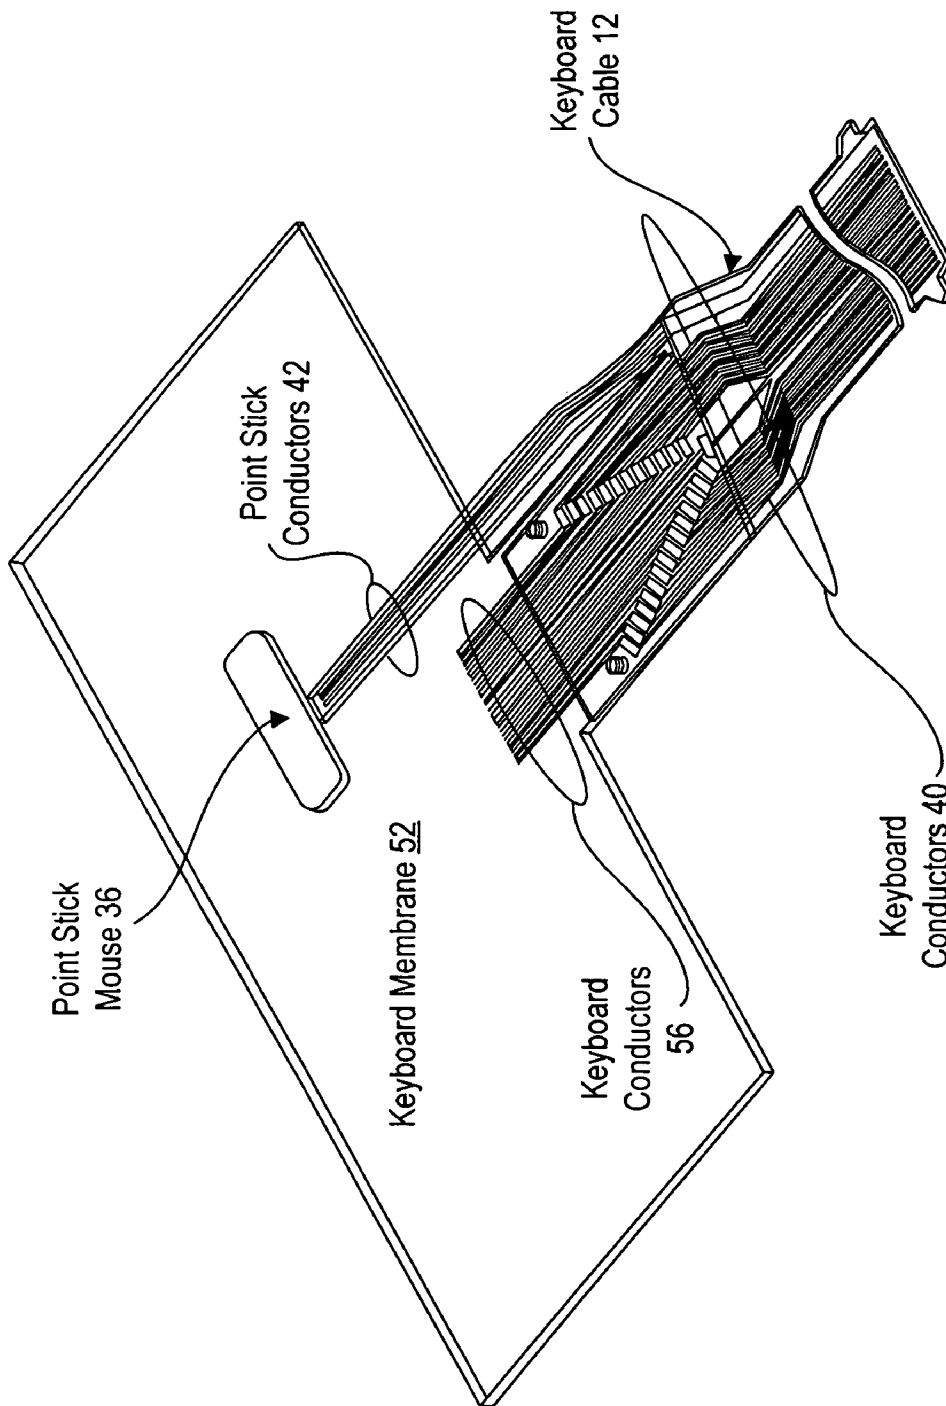 Point Stick
Mouse 36
Point Stick
Conductors 42
Keyboard
Cable 12
Keyboard Membrane 52
Keyboard
Conductors
56
Keyboard
Conductors 40